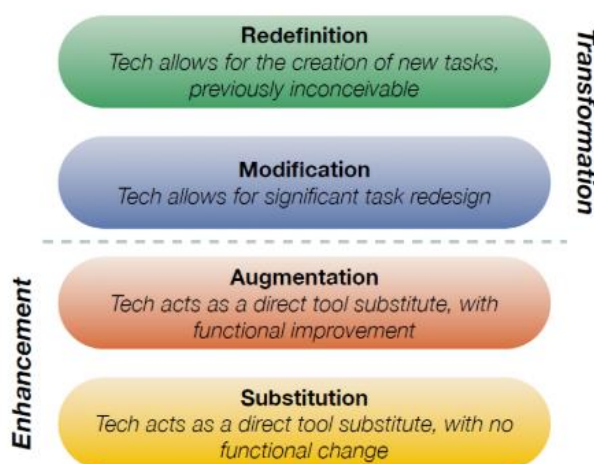 Redefinition
Tech allows for the creation of new tasks,
previously inconceivable
Modification
Tech allows for significant task redesign
Transformation
Augmentation
Tech acts as a direct tool substitute, with
functional improvement
Substitution
Tech acts as a direct tool substitute, with no
functional change
Enhancement